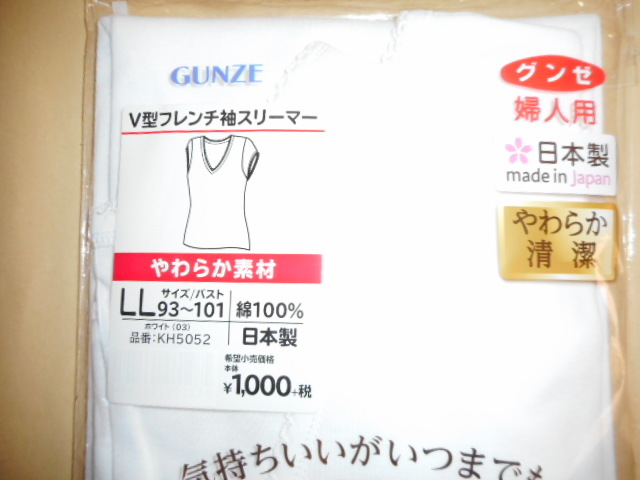 GUNZE
V型フレンチ袖スリーマー
やわらか素材
LL サイズ/バスト 93〜101
綿100%
ホワイト(03)
品番:KH5052
日本製
希望小売価格
本体
¥1,000+税
グンゼ
婦人用
日本製
made in Japan
やわらか
清潔
気持ちいいがいつまでも